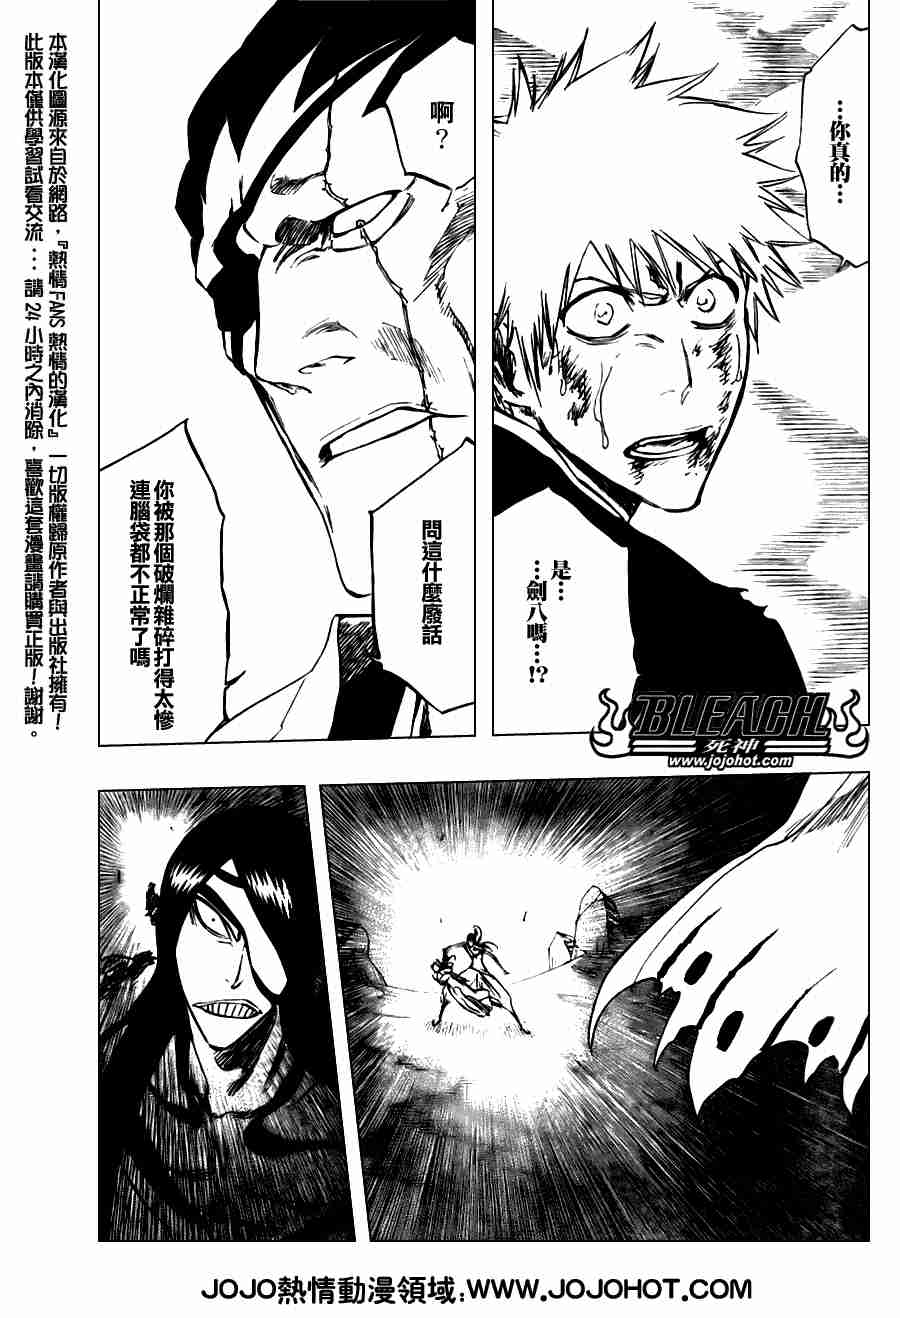 …你真的…
是…
…劍八嗎…!?
啊？
問這什麼廢話
你被那個破爛雜碎打得太慘
連腦袋都不正常了嗎
BLEACH
死神
www.jojohot.com
本漢化圖源來自於網路，『熱情FANS熱情的漢化』一切版權歸原作者與出版社擁有！
此版本僅供學習試看交流… 請24小時之內消除，喜歡這套漫畫請購買正版！謝謝。
JOJO熱情動漫領域:WWW.JOJOHOT.COM